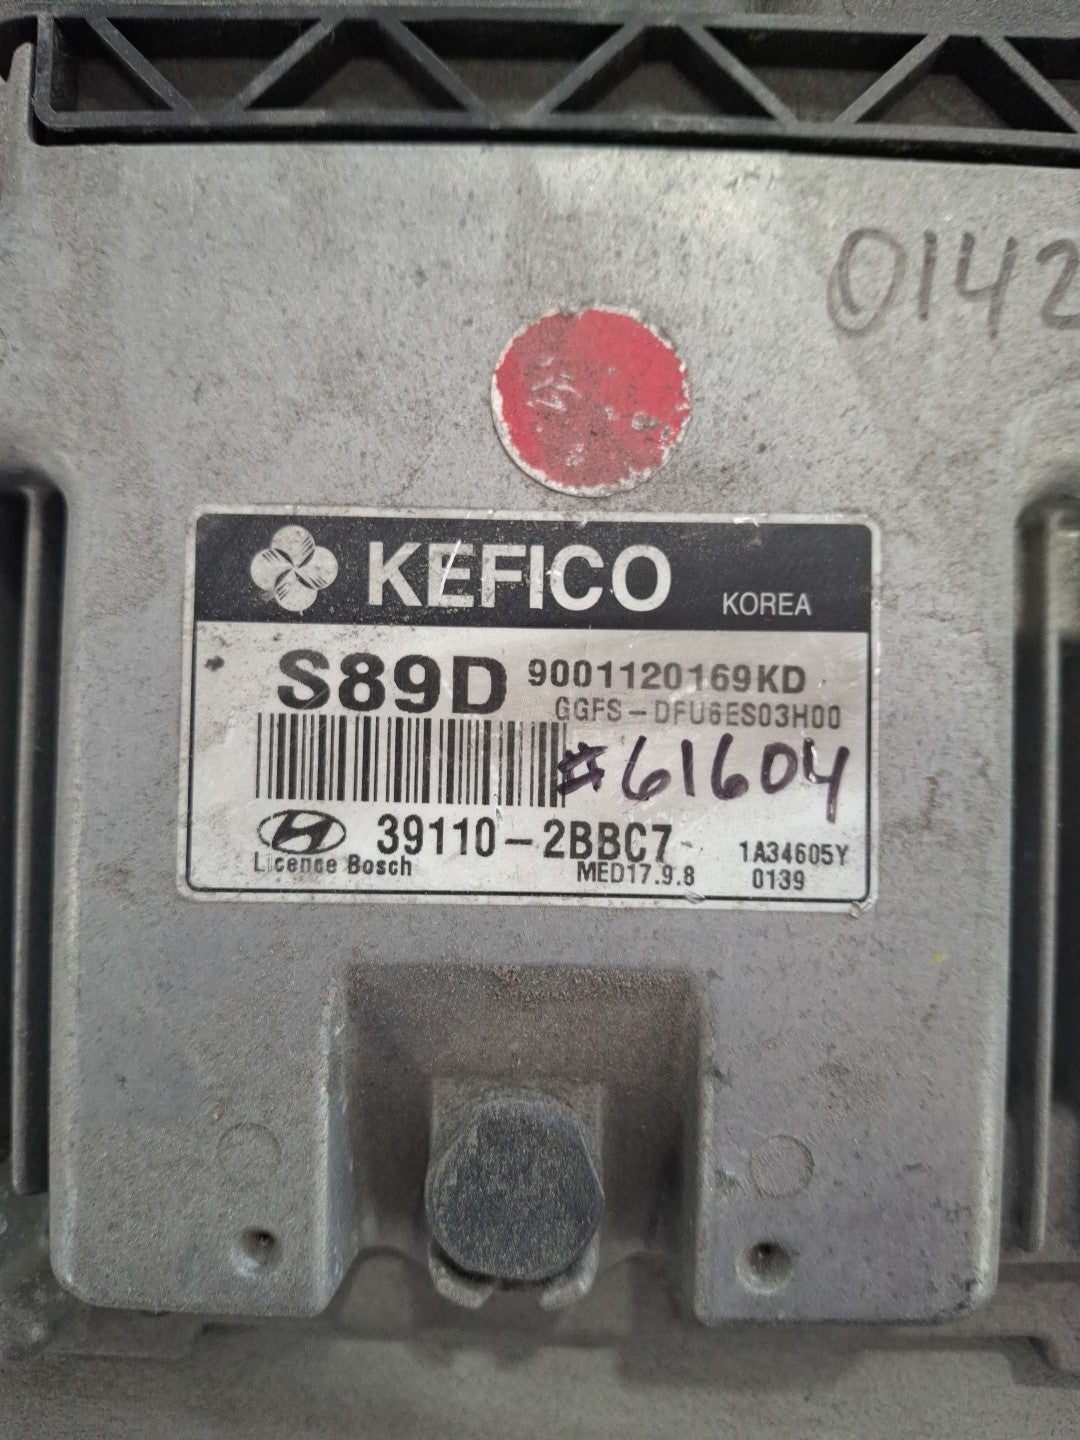 0142
KEFICO KOREA
S89D 9001120169KD
GGFS-DFU6ES03H00
#61604
39110-2BBC7 1A34605Y
Licence Bosch MED17.9.8 0139